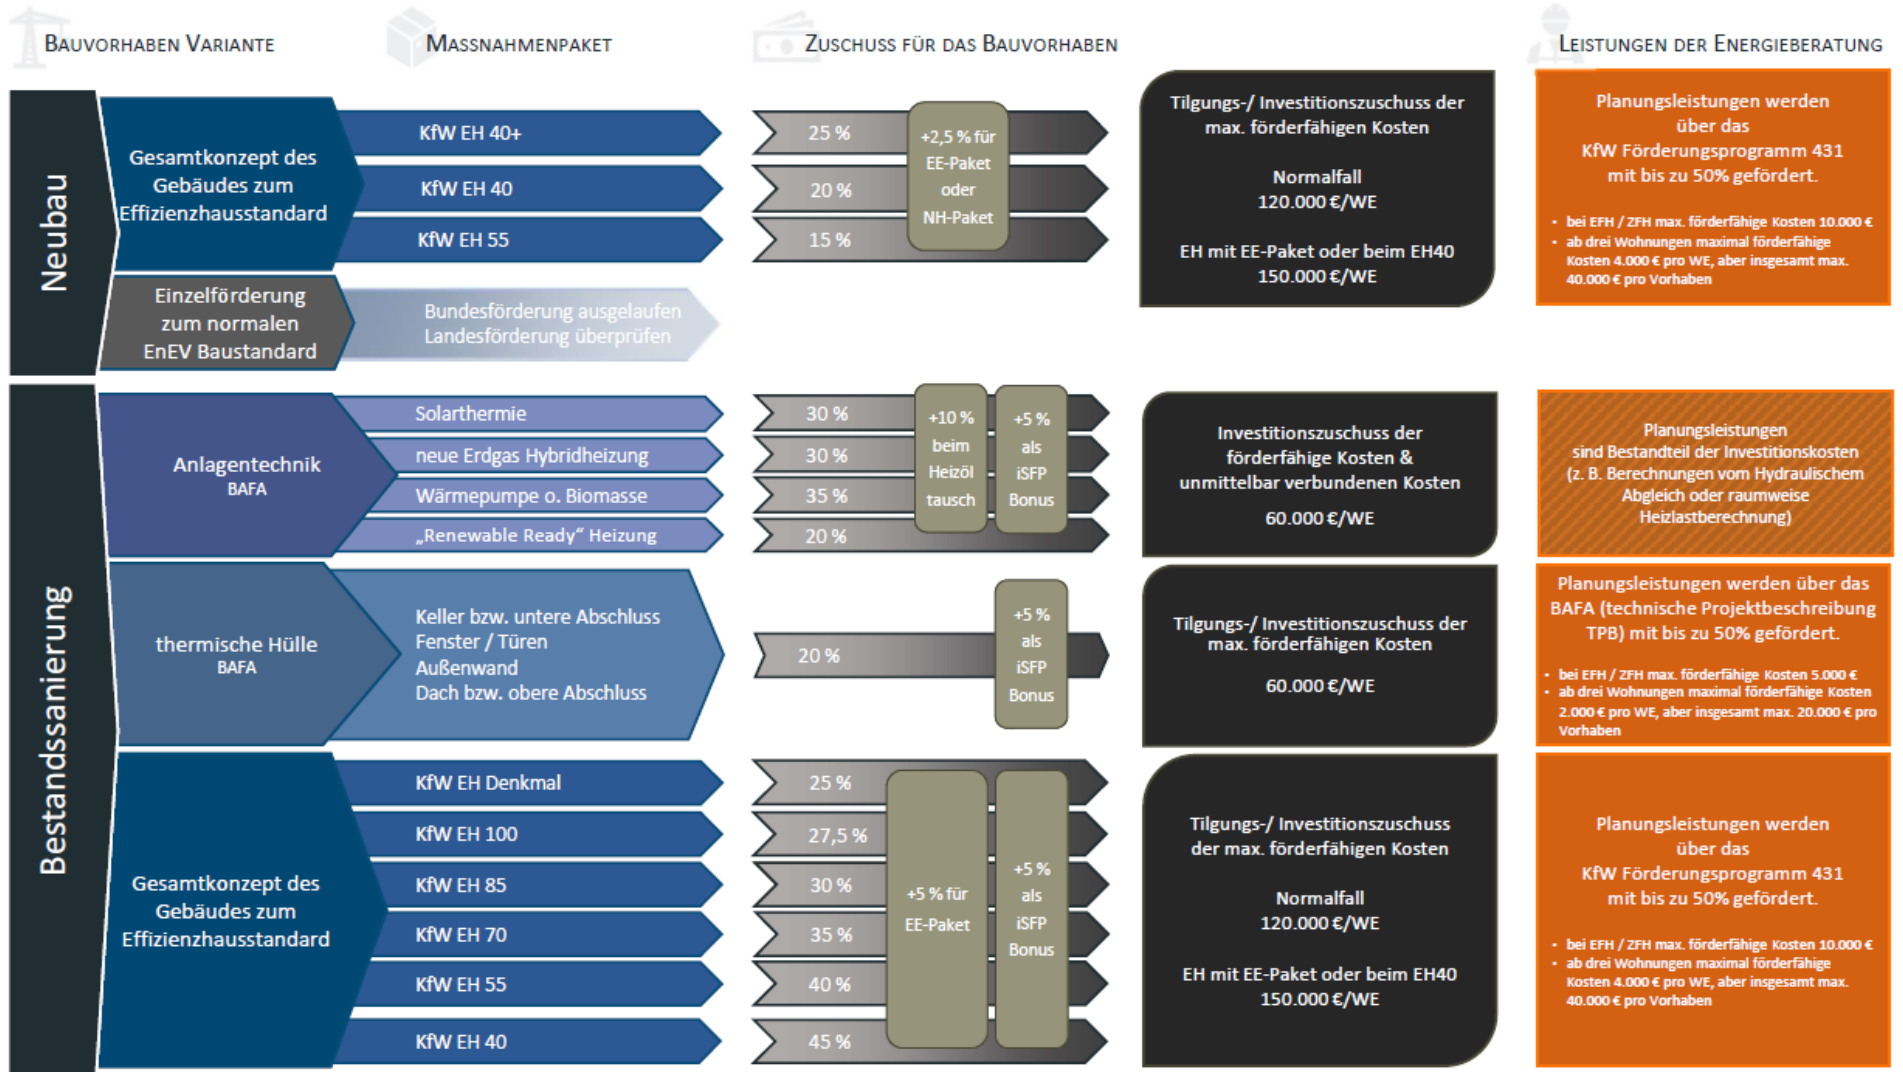 BAUVORHABEN VARIANTE
MASSNAHMENPAKET
ZUSCHUSS FÜR DAS BAUVORHABEN
LEISTUNGEN DER ENERGIEBERATUNG
Neubau
Gesamtkonzept des
Gebäudes zum
Effizienzhausstandard
KfW EH 40+
KfW EH 40
KfW EH 55
25 %
20 %
15 %
+2,5 % für
EE-Paket
oder
NH-Paket
Tilgungs-/ Investitionszuschuss der
max. förderfähigen Kosten
Normalfall
120.000 €/WE
EH mit EE-Paket oder beim EH40
150.000 €/WE
Planungsleistungen werden
über das
KfW Förderungsprogramm 431
mit bis zu 50% gefördert.
• bei EFH / ZFH max. förderfähige Kosten 10.000 €
• ab drei Wohnungen maximal förderfähige
Kosten 4.000 € pro WE, aber insgesamt max.
40.000 € pro Vorhaben
Einzelförderung
zum normalen
EnEV Baustandard
Bundesförderung ausgelaufen
Landesförderung überprüfen
Bestandssanierung
Anlagentechnik
BAFA
Solarthermie
neue Erdgas Hybridheizung
Wärmepumpe o. Biomasse
„Renewable Ready“ Heizung
30 %
30 %
35 %
20 %
+10 %
beim
Heizöl
tausch
+5 %
als
iSFP
Bonus
Investitionszuschuss der
förderfähige Kosten &
unmittelbar verbundenen Kosten
60.000 €/WE
Planungsleistungen
sind Bestandteil der Investitionskosten
(z. B. Berechnungen vom Hydraulischem
Abgleich oder raumweise
Heizlastberechnung)
thermische Hülle
BAFA
Keller bzw. untere Abschluss
Fenster / Türen
Außenwand
Dach bzw. obere Abschluss
20 %
+5 %
als
iSFP
Bonus
Tilgungs-/ Investitionszuschuss der
max. förderfähigen Kosten
60.000 €/WE
Planungsleistungen werden über das
BAFA (technische Projektbeschreibung
TPB) mit bis zu 50% gefördert.
• bei EFH / ZFH max. förderfähige Kosten 5.000 €
• ab drei Wohnungen maximal förderfähige Kosten
2.000 € pro WE, aber insgesamt max. 20.000 € pro
Vorhaben
Gesamtkonzept des
Gebäudes zum
Effizienzhausstandard
KfW EH Denkmal
KfW EH 100
KfW EH 85
KfW EH 70
KfW EH 55
KfW EH 40
25 %
27,5 %
30 %
35 %
40 %
45 %
+5 % für
EE-Paket
+5 %
als
iSFP
Bonus
Tilgungs-/ Investitionszuschuss
der max. förderfähigen Kosten
Normalfall
120.000 €/WE
EH mit EE-Paket oder beim EH40
150.000 €/WE
Planungsleistungen werden
über das
KfW Förderungsprogramm 431
mit bis zu 50% gefördert.
• bei EFH / ZFH max. förderfähige Kosten 10.000 €
• ab drei Wohnungen maximal förderfähige
Kosten 4.000 € pro WE, aber insgesamt max.
40.000 € pro Vorhaben